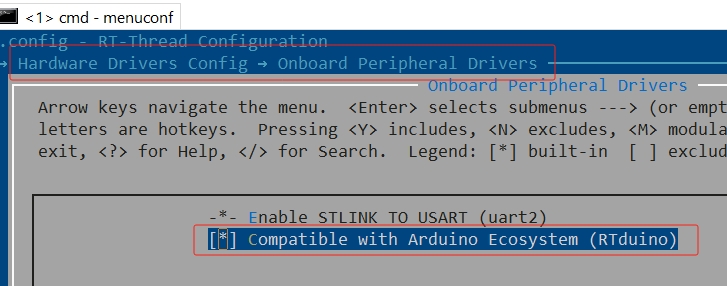 <1> cmd - menuconf
.config - RT-Thread Configuration
→ Hardware Drivers Config → Onboard Peripheral Drivers
Onboard Peripheral Drivers
Arrow keys navigate the menu.  <Enter> selects submenus ---> (or empt
letters are hotkeys.  Pressing <Y> includes, <N> excludes, <M> modula
exit, <?> for Help, </> for Search.  Legend: [*] built-in  [ ] exclud
-*- Enable STLINK TO USART (uart2)
[*] Compatible with Arduino Ecosystem (RTduino)